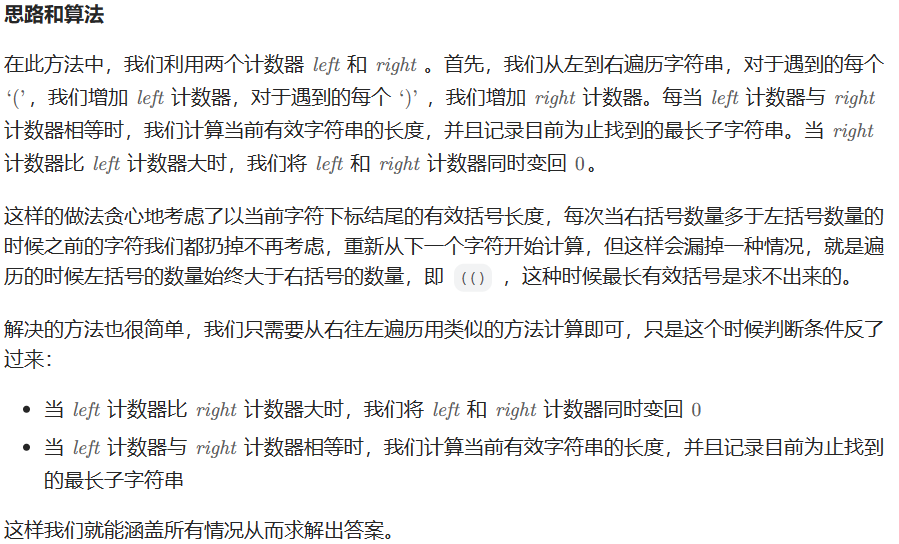 思路和算法
在此方法中，我们利用两个计数器 left 和 right 。首先，我们从左到右遍历字符串，对于遇到的每个
‘(’，我们增加 left 计数器，对于遇到的每个 ‘)’ ，我们增加 right 计数器。每当 left 计数器与 right
计数器相等时，我们计算当前有效字符串的长度，并且记录目前为止找到的最长子字符串。当 right
计数器比 left 计数器大时，我们将 left 和 right 计数器同时变回 0。
这样的做法贪心地考虑了以当前字符下标结尾的有效括号长度，每次当右括号数量多于左括号数量的
时候之前的字符我们都扔掉不再考虑，重新从下一个字符开始计算，但这样会漏掉一种情况，就是遍
历的时候左括号的数量始终大于右括号的数量，即 (() ，这种时候最长有效括号是求不出来的。
解决的方法也很简单，我们只需要从右往左遍历用类似的方法计算即可，只是这个时候判断条件反了
过来：
• 当 left 计数器比 right 计数器大时，我们将 left 和 right 计数器同时变回 0
• 当 left 计数器与 right 计数器相等时，我们计算当前有效字符串的长度，并且记录目前为止找到
的最长子字符串
这样我们就能涵盖所有情况从而求解出答案。